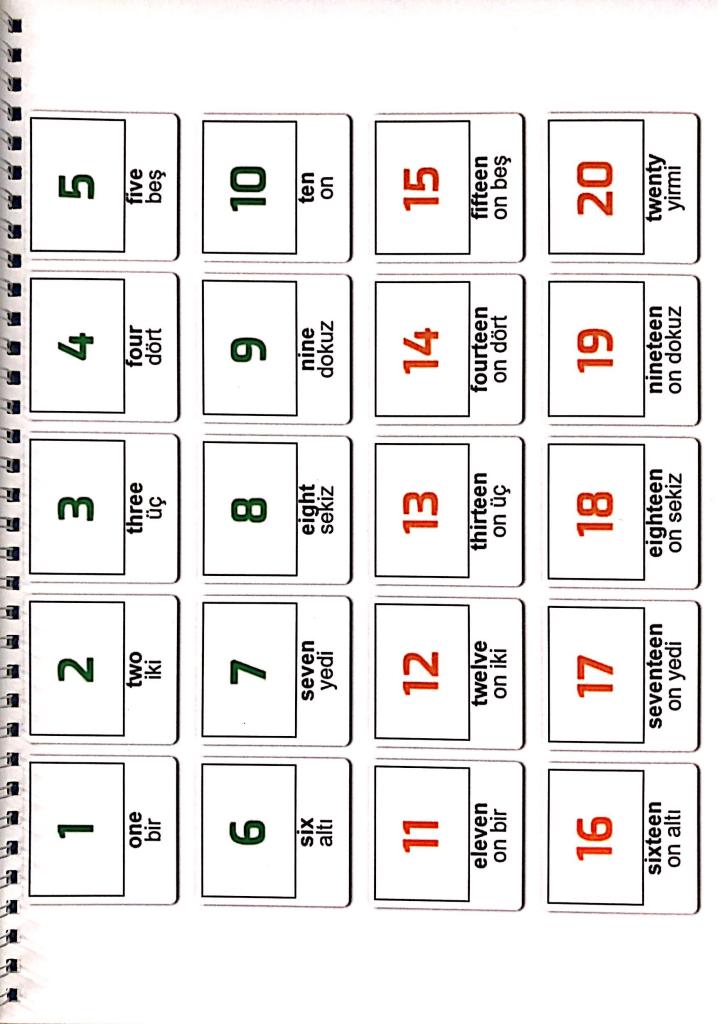 1
one
bir
2
two
iki
3
three
üç
4
four
dört
5
five
beş
6
six
altı
7
seven
yedi
8
eight
sekiz
9
nine
dokuz
10
ten
on
11
eleven
on bir
12
twelve
on iki
13
thirteen
on üç
14
fourteen
on dört
15
fifteen
on beş
16
sixteen
on altı
17
seventeen
on yedi
18
eighteen
on sekiz
19
nineteen
on dokuz
20
twenty
yirmi